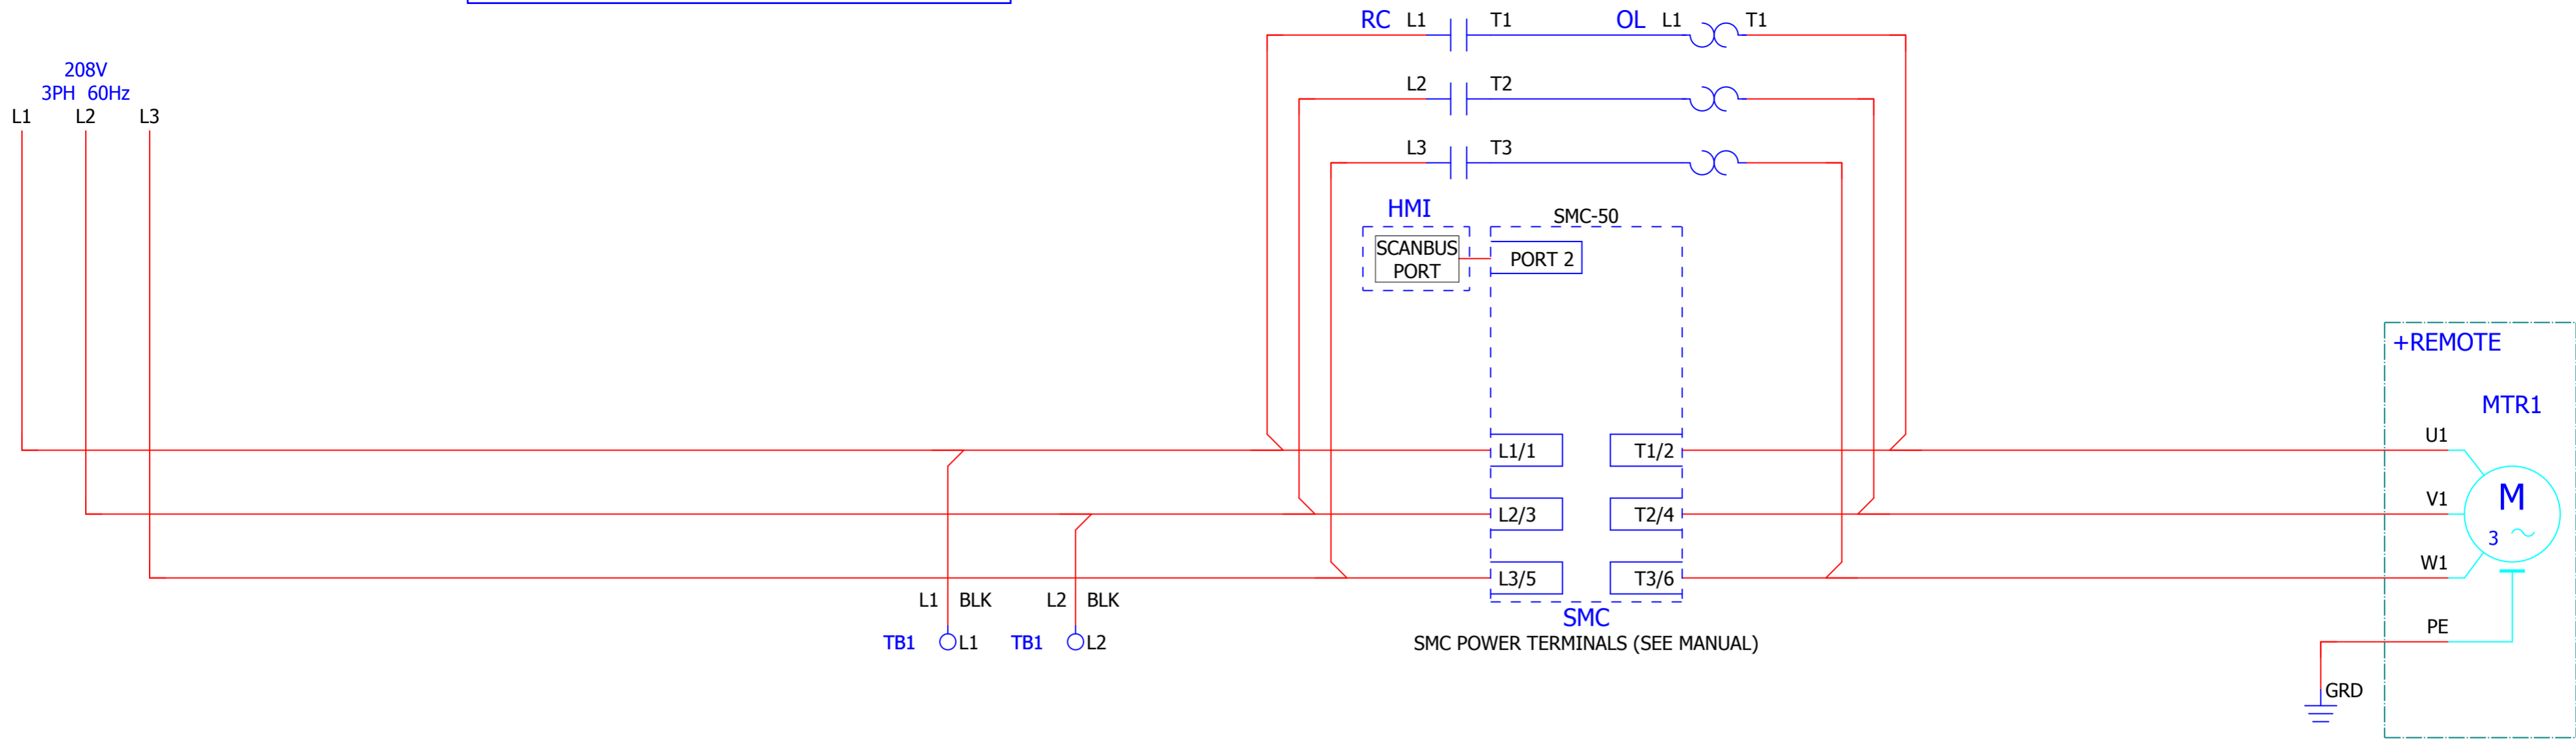 RC L1 T1 OL L1 T1
208V
3PH 60Hz
L1 L2 L3
L2 T2
L3 T3
HMI
SCANBUS
PORT
SMC-50
PORT 2
+REMOTE
MTR1
L1/1 T1/2
U1
L2/3 T2/4
V1
M
3 ~
L3/5 T3/6
W1
L1 BLK L2 BLK
SMC
TB1 L1 TB1 L2
SMC POWER TERMINALS (SEE MANUAL)
PE
GRD